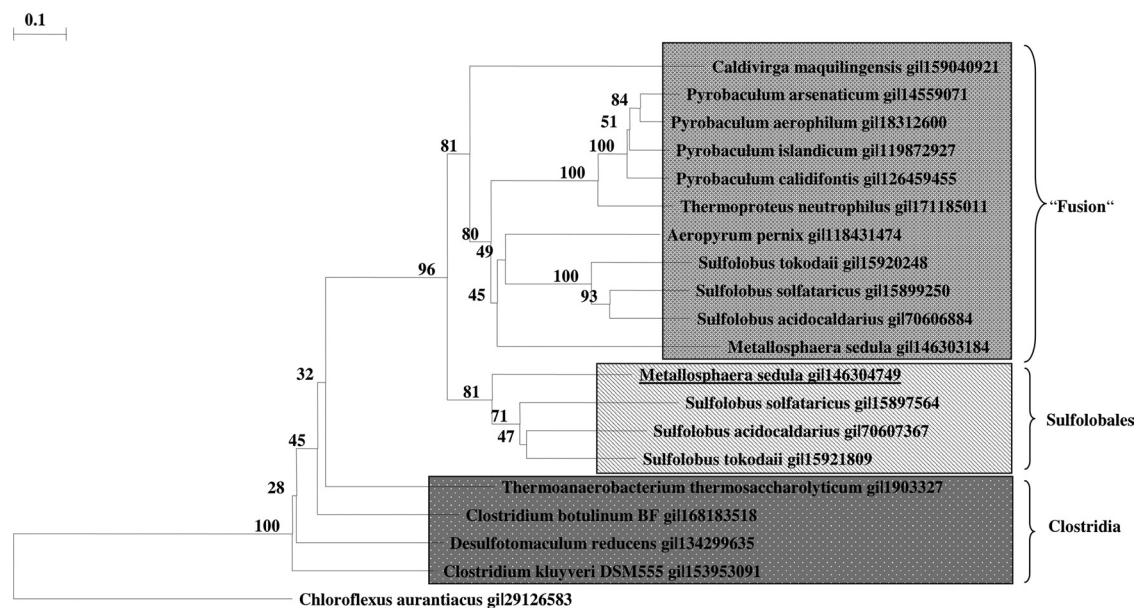 0.1
Caldivirga maquilingensis gi|159040921
84 Pyrobaculum arsenaticum gi|14559071
51 Pyrobaculum aerophilum gi|18312600
81 100 Pyrobaculum islandicum gi|119872927
100 Pyrobaculum calidifontis gi|126459455
Thermoproteus neutrophilus gi|171185011 “Fusion“
80 Aeropyrum pernix gi|118431474
49
96 100 Sulfolobus tokodaii gi|15920248
45 93 Sulfolobus solfataricus gi|15899250
Sulfolobus acidocaldarius gi|70606884
Metallosphaera sedula gi|146303184
32 Metallosphaera sedula gi|146304749
81
71 Sulfolobus solfataricus gi|15897564
Sulfolobales
45 47 Sulfolobus acidocaldarius gi|70607367
Sulfolobus tokodaii gi|15921809
28 Thermoanaerobacterium thermosaccharolyticum gi|1903327
Clostridium botulinum BF gi|168183518
100 Clostridia
Desulfotomaculum reducens gi|134299635
Clostridium kluyveri DSM555 gi|153953091
Chloroflexus aurantiacus gi|29126583